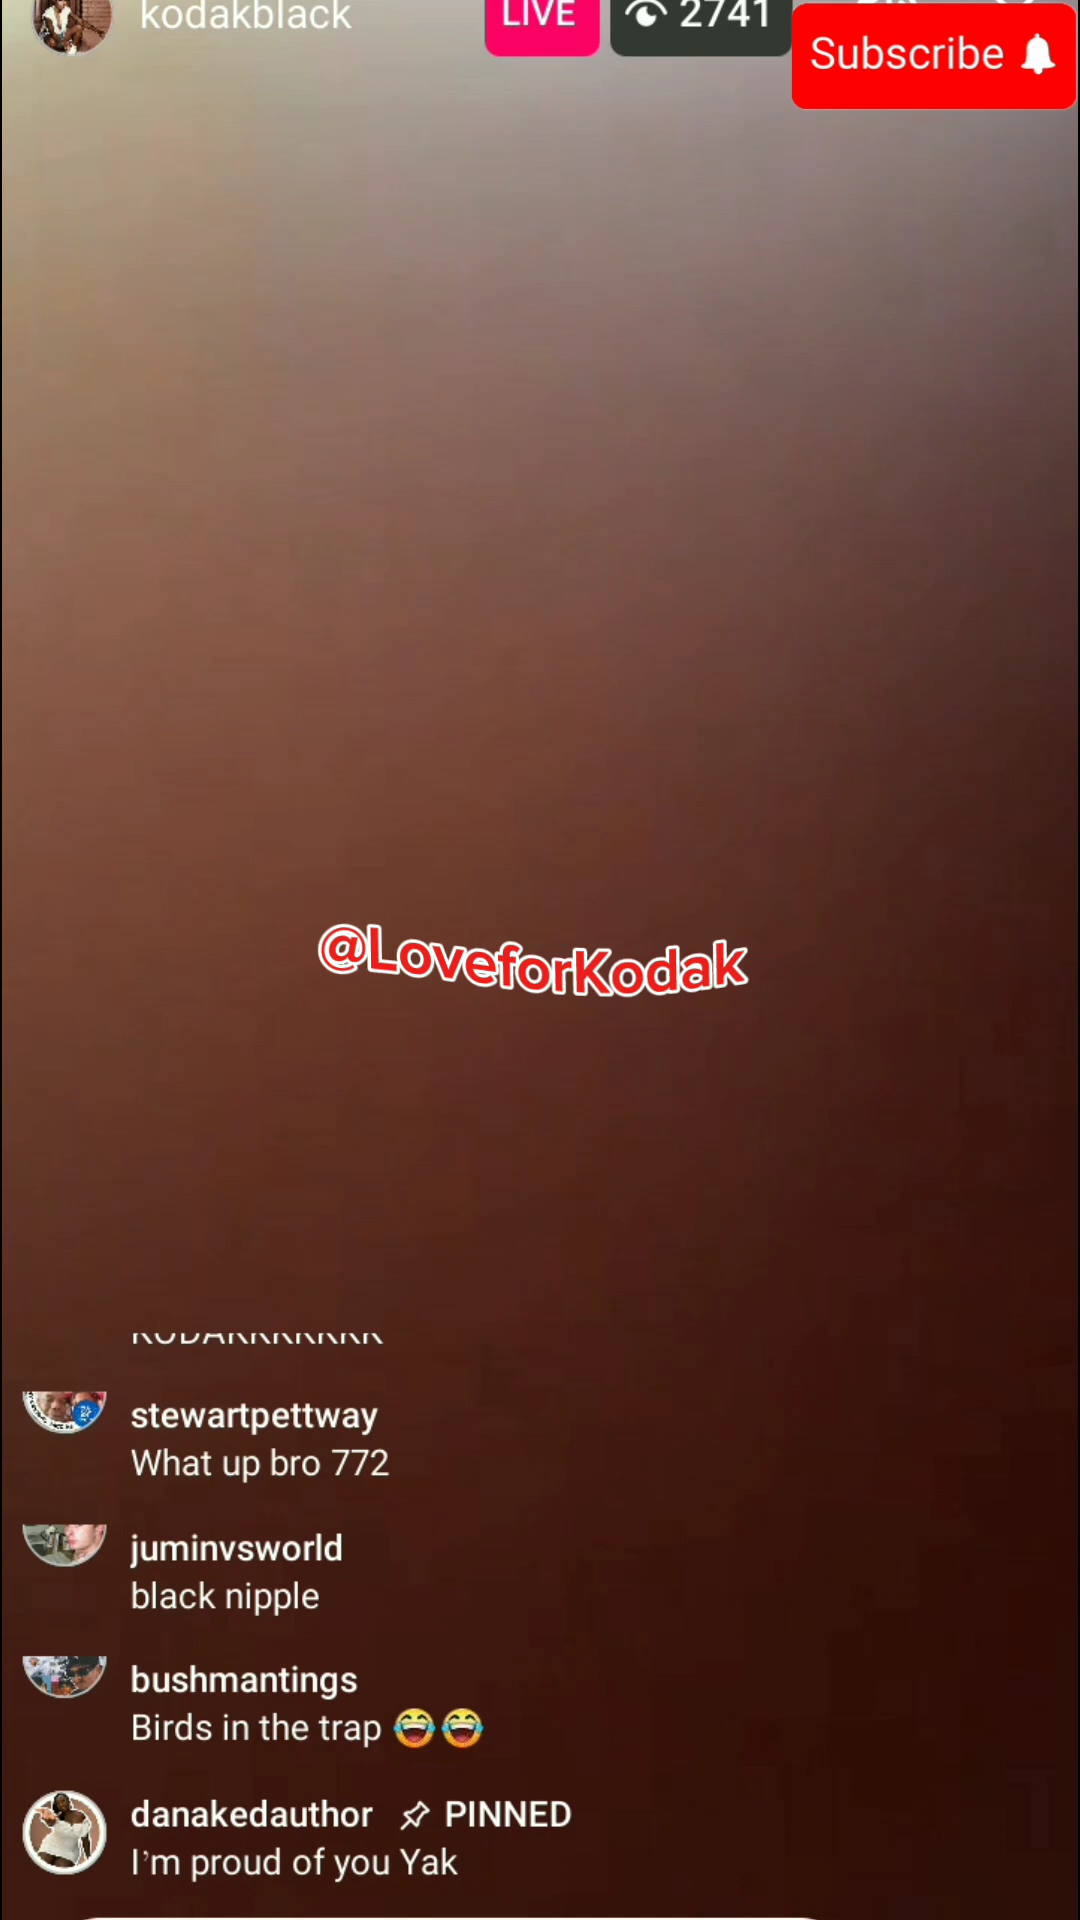 kodakblack LIVE 2741
Subscribe
@LoveforKodak
KODAKKKKKKK
stewartpettway
What up bro 772
juminvsworld
black nipple
bushmantings
Birds in the trap 😂😂
danakedauthor PINNED
I'm proud of you Yak